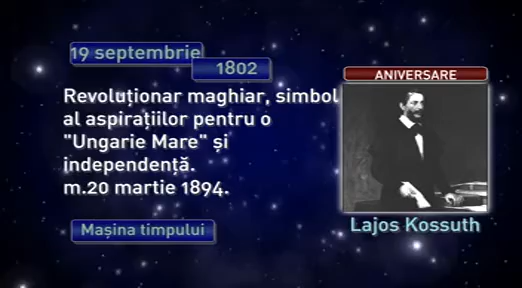 19 septembrie
1802
ANIVERSARE
Revoluționar maghiar, simbol
al aspirațiilor pentru o
"Ungarie Mare" și
independență.
m.20 martie 1894.
Lajos Kossuth
Mașina timpului